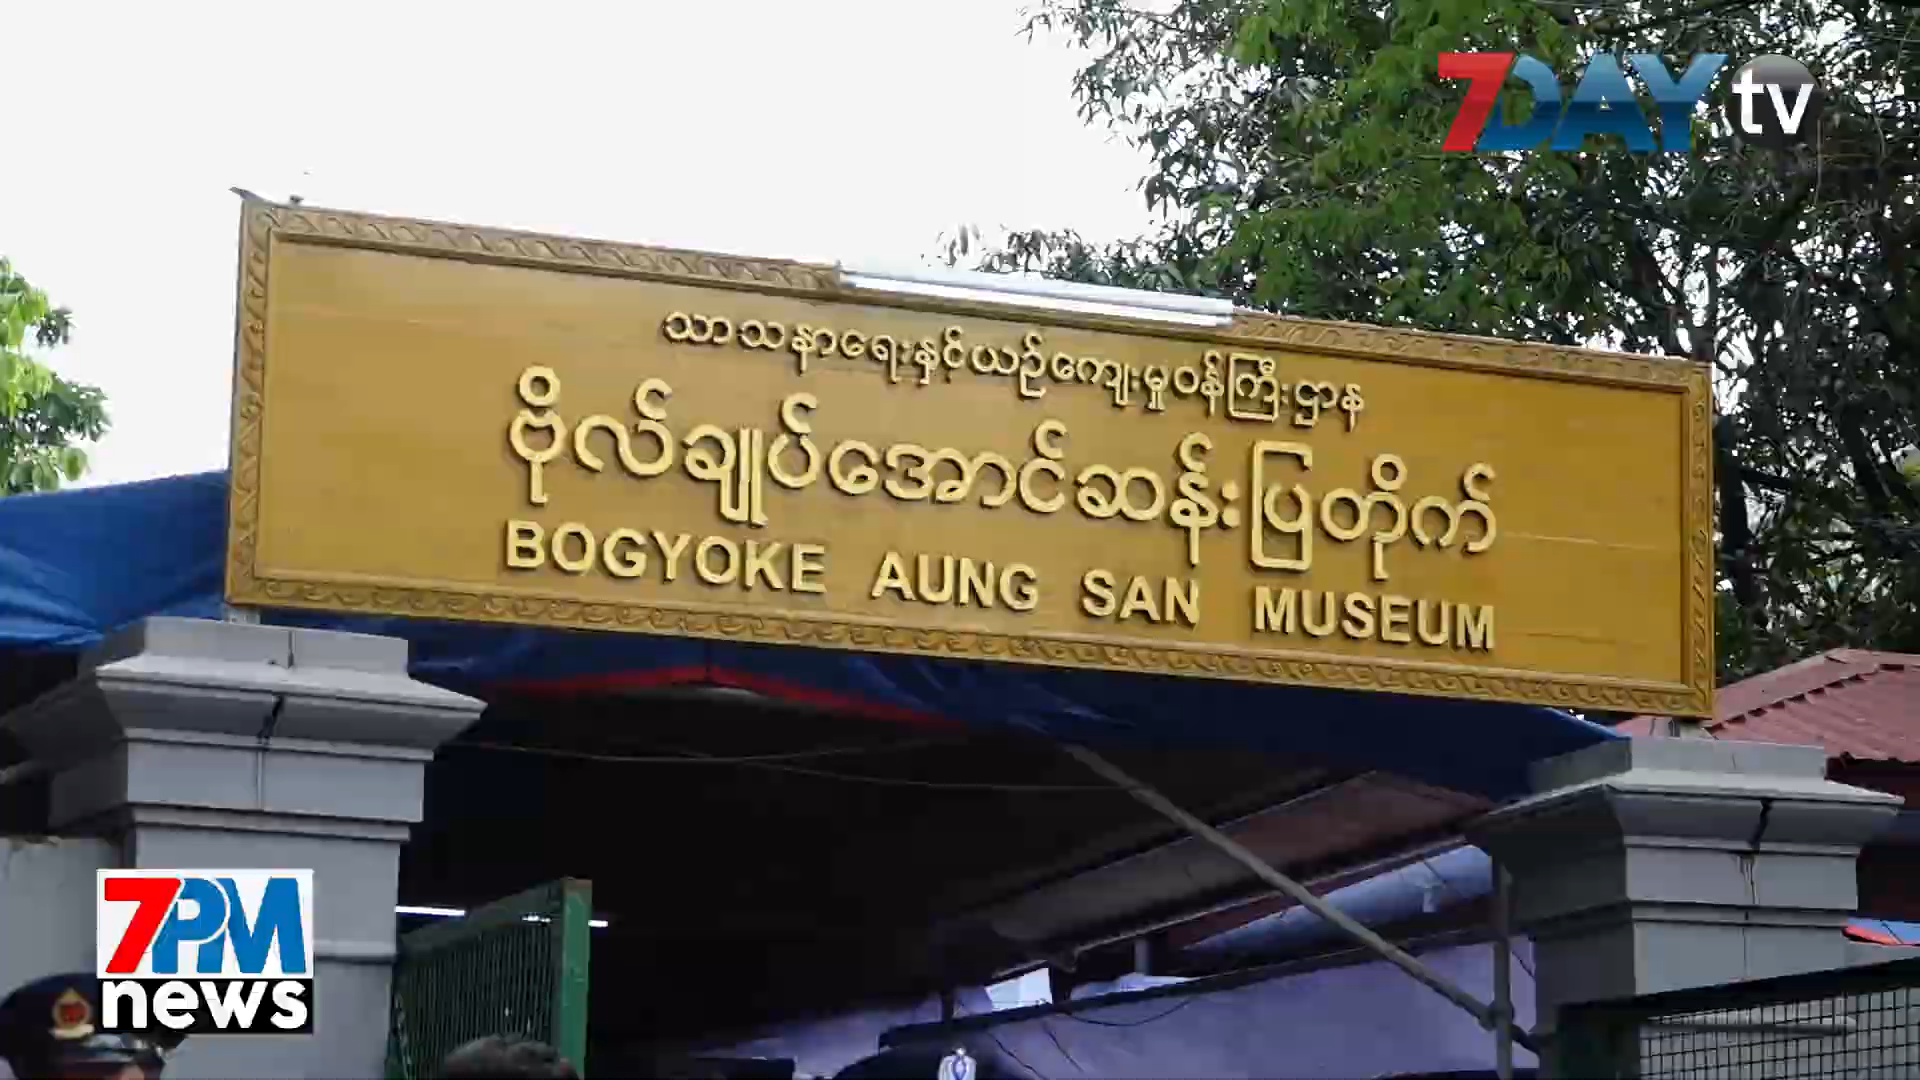 7DAY tv
သာသနာရေးနှင့်ယဉ်ကျေးမှုဝန်ကြီးဌာန
ဗိုလ်ချုပ်အောင်ဆန်းပြတိုက်
BOGYOKE AUNG SAN MUSEUM
7PM
news